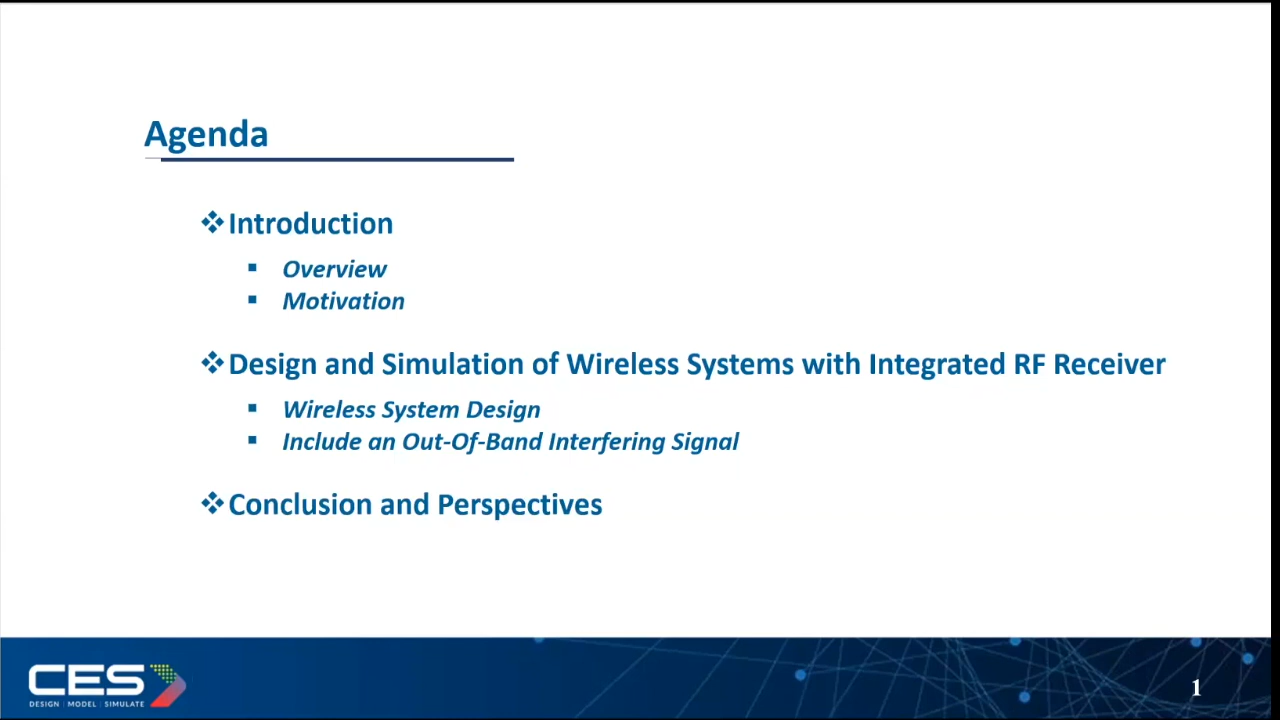 Agenda
❖Introduction
▪ Overview
▪ Motivation
❖Design and Simulation of Wireless Systems with Integrated RF Receiver
▪ Wireless System Design
▪ Include an Out-Of-Band Interfering Signal
❖Conclusion and Perspectives
CES
DESIGN | MODEL | SIMULATE
1